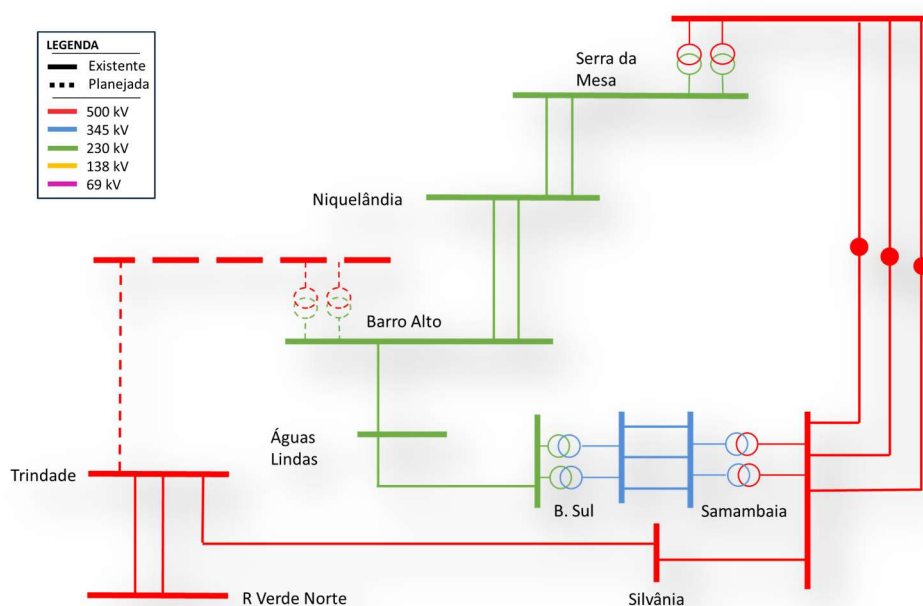 LEGENDA
Existente
Planejada
500 kV
345 kV
230 kV
138 kV
69 kV
Serra da
Mesa
Niquelândia
Barro Alto
Águas
Lindas
Trindade
B. Sul
Samambaia
R Verde Norte
Silvânia